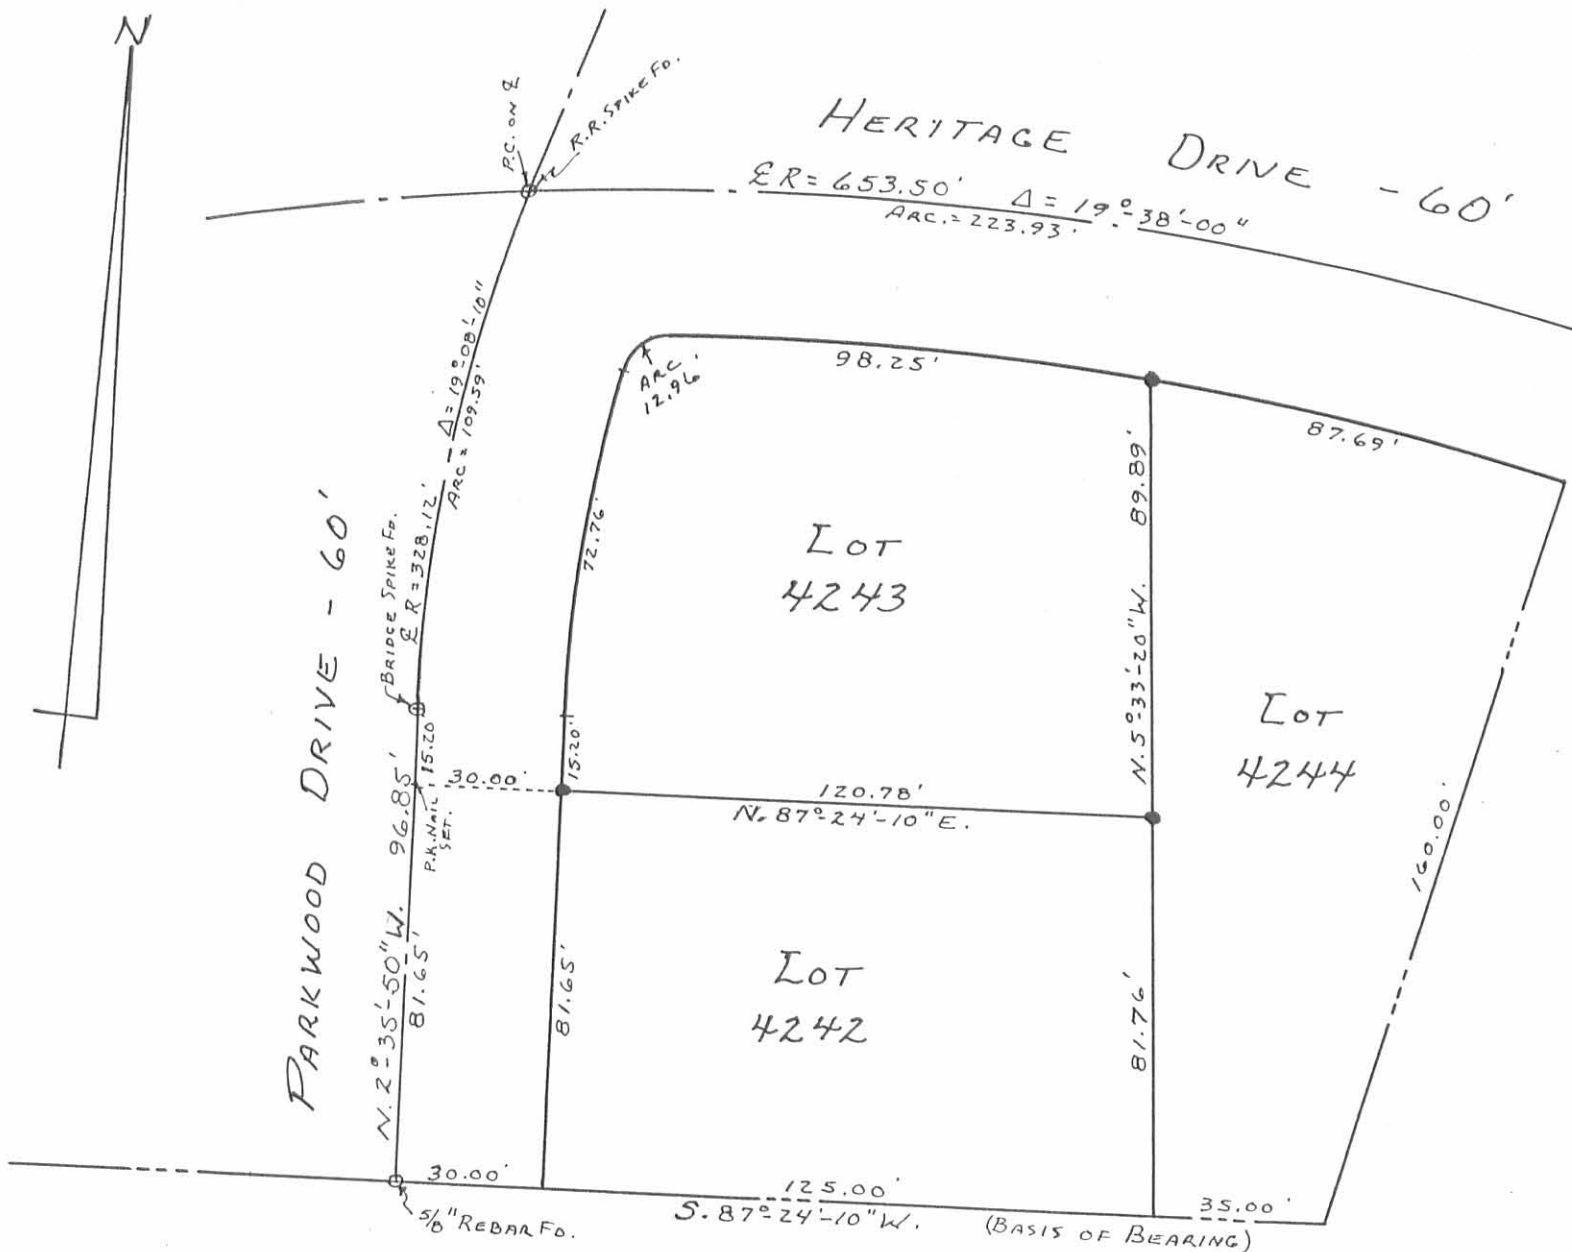 N
HERITAGE DRIVE - 60'
P.C. ON ℄
R.R. SPIKE FD.
℄ R = 653.50' Δ = 19°-38'-00"
ARC. = 223.93'
℄ R = 328.12' Δ = 19°-08'-10"
ARC = 109.59'
ARC
12.96'
98.25'
87.69'
72.76'
LOT
4243
89.89'
N. 5°-33'-20" W.
LOT
4244
160.00'
PARKWOOD DRIVE - 60'
BRIDGE SPIKE FD.
15.20
15.20'
30.00'
P.K. NAIL
SET.
120.78'
N. 87°-24'-10" E.
N. 2°-35'-50" W. 96.85'
81.65'
81.65'
LOT
4242
81.76'
30.00'
125.00'
35.00'
S. 87°-24'-10" W. (BASIS OF BEARING)
5/8" REBAR FD.